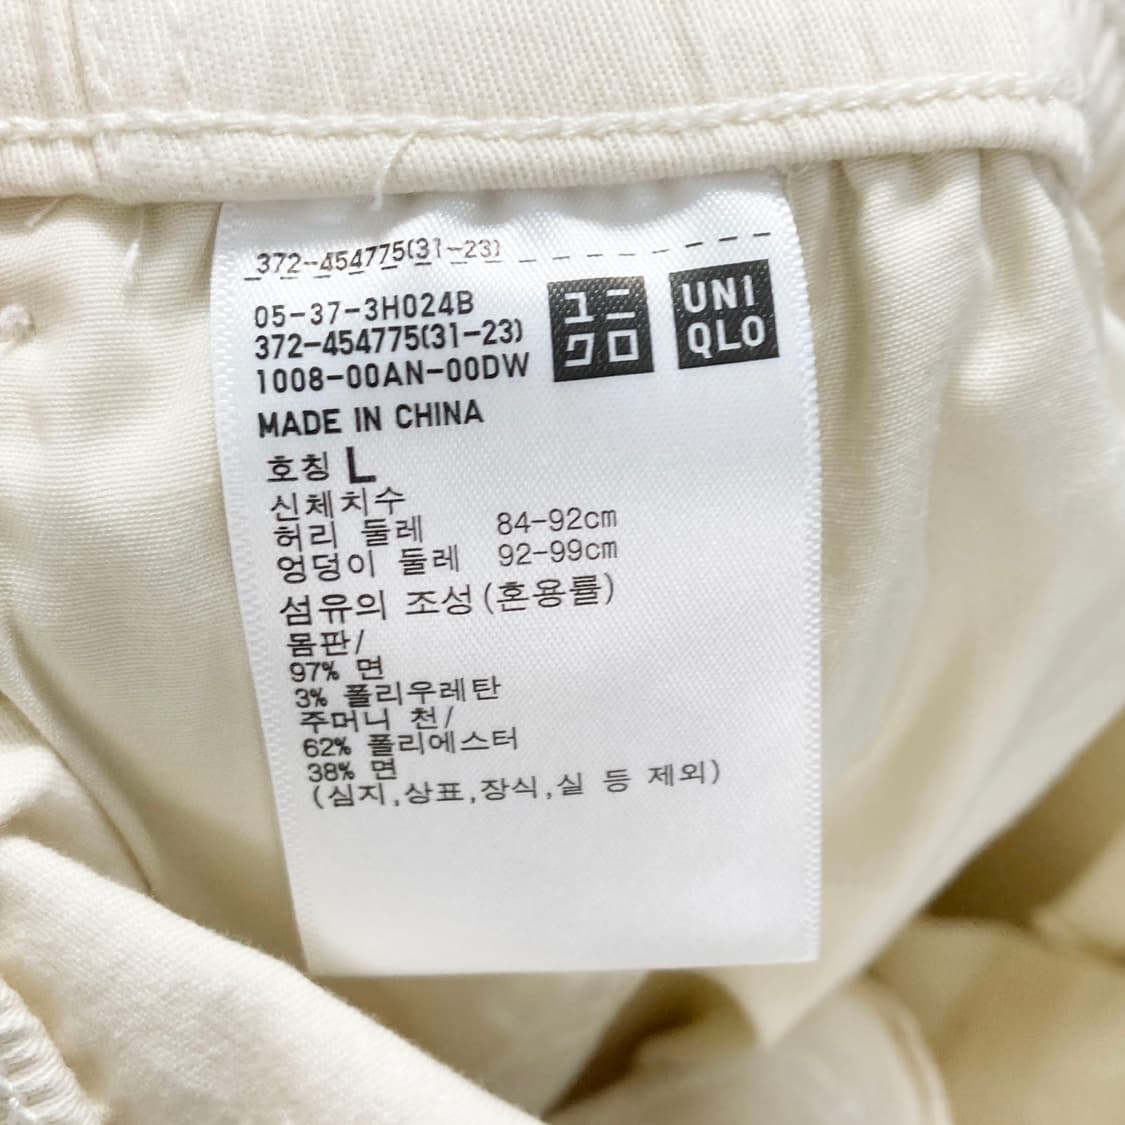 372-454775(31-23)
05-37-3H024B
372-454775(31-23)
1008-00AN-00DW
ユニ
クロ
UNI
QLO
MADE IN CHINA
호칭 L
신체치수
허리 둘레 84-92cm
엉덩이 둘레 92-99cm
섬유의 조성(혼용률)
몸판/
97% 면
3% 폴리우레탄
주머니 천/
62% 폴리에스터
38% 면
(심지,상표,장식,실 등 제외)